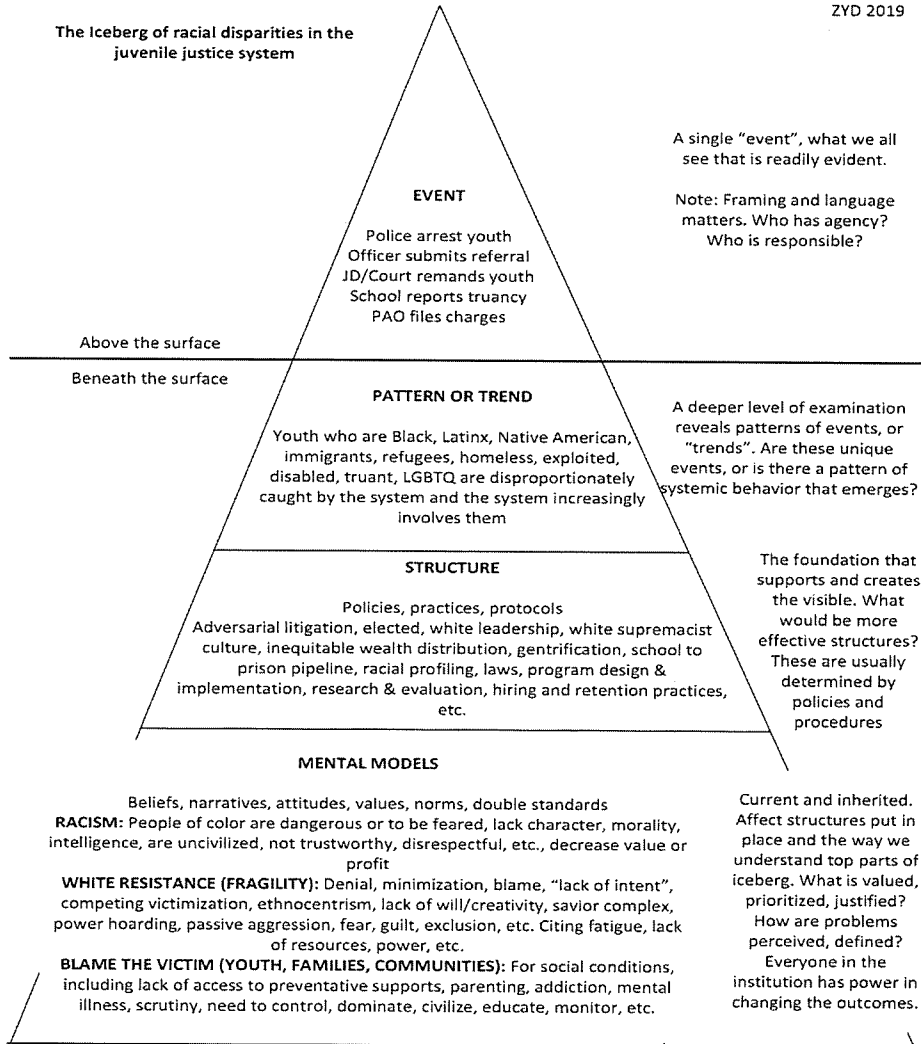 ZYD 2019
The Iceberg of racial disparities in the
juvenile justice system
A single "event", what we all
see that is readily evident.
Note: Framing and language
matters. Who has agency?
Who is responsible?
EVENT
Police arrest youth
Officer submits referral
JD/Court remands youth
School reports truancy
PAO files charges
Above the surface
Beneath the surface
PATTERN OR TREND
Youth who are Black, Latinx, Native American,
immigrants, refugees, homeless, exploited,
disabled, truant, LGBTQ are disproportionately
caught by the system and the system increasingly
involves them
A deeper level of examination
reveals patterns of events, or
"trends". Are these unique
events, or is there a pattern of
systemic behavior that emerges?
STRUCTURE
Policies, practices, protocols
Adversarial litigation, elected, white leadership, white supremacist
culture, inequitable wealth distribution, gentrification, school to
prison pipeline, racial profiling, laws, program design &
implementation, research & evaluation, hiring and retention practices,
etc.
The foundation that
supports and creates
the visible. What
would be more
effective structures?
These are usually
determined by
policies and
procedures
MENTAL MODELS
Beliefs, narratives, attitudes, values, norms, double standards
RACISM: People of color are dangerous or to be feared, lack character, morality,
intelligence, are uncivilized, not trustworthy, disrespectful, etc., decrease value or
profit
WHITE RESISTANCE (FRAGILITY): Denial, minimization, blame, "lack of intent",
competing victimization, ethnocentrism, lack of will/creativity, savior complex,
power hoarding, passive aggression, fear, guilt, exclusion, etc. Citing fatigue, lack
of resources, power, etc.
BLAME THE VICTIM (YOUTH, FAMILIES, COMMUNITIES): For social conditions,
including lack of access to preventative supports, parenting, addiction, mental
illness, scrutiny, need to control, dominate, civilize, educate, monitor, etc.
Current and inherited.
Affect structures put in
place and the way we
understand top parts of
iceberg. What is valued,
prioritized, justified?
How are problems
perceived, defined?
Everyone in the
institution has power in
changing the outcomes.